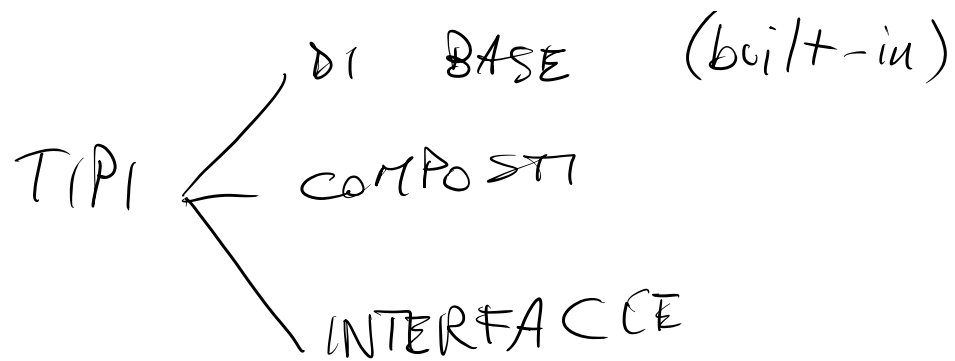 DI BASE (built-in)
TIPI
COMPOSTI
INTERFACCE